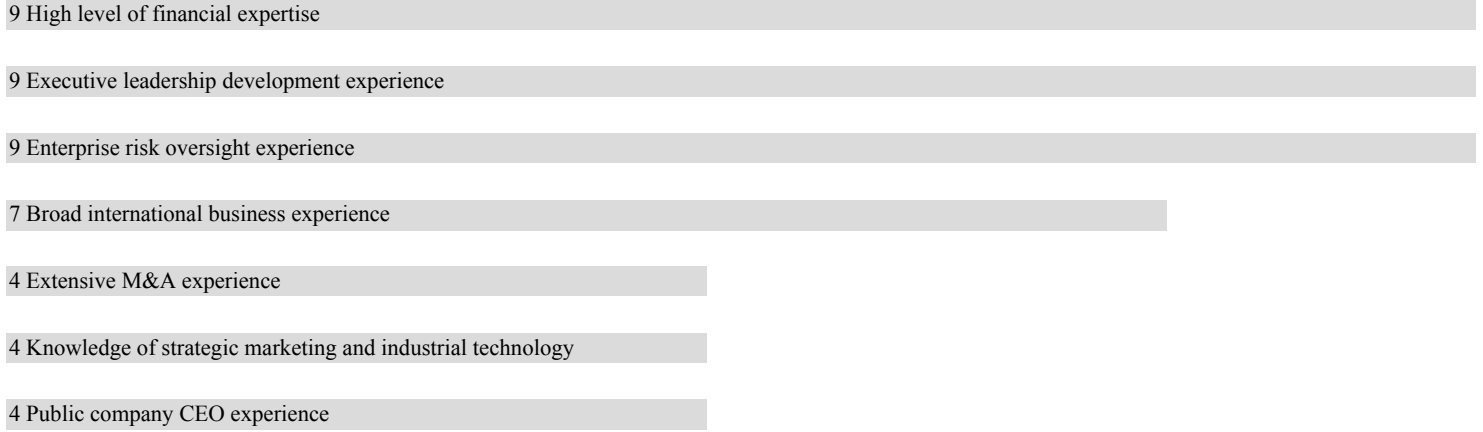 9 High level of financial expertise
9 Executive leadership development experience
9 Enterprise risk oversight experience
7 Broad international business experience
4 Extensive M&A experience
4 Knowledge of strategic marketing and industrial technology
4 Public company CEO experience